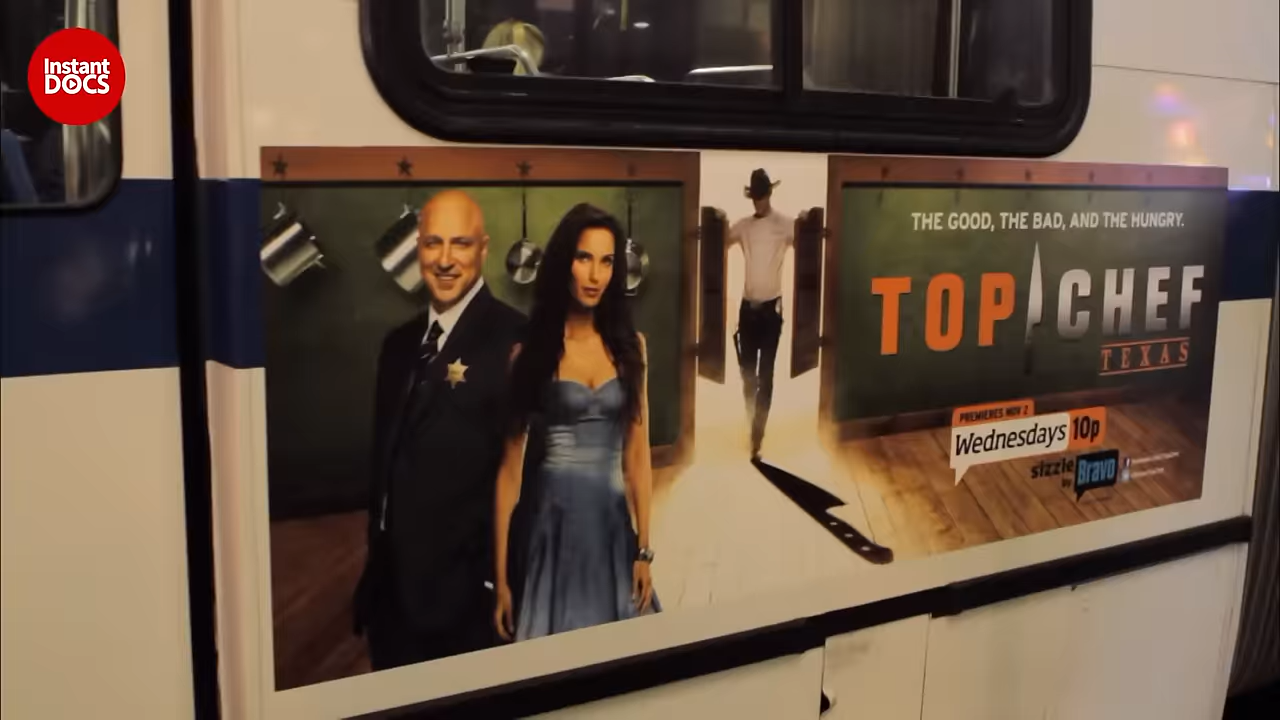 Instant
DOCS
THE GOOD, THE BAD, AND THE HUNGRY.
TOP CHEF
TEXAS
PREMIERES NOV 2
Wednesdays 10p
sizzle
by Bravo